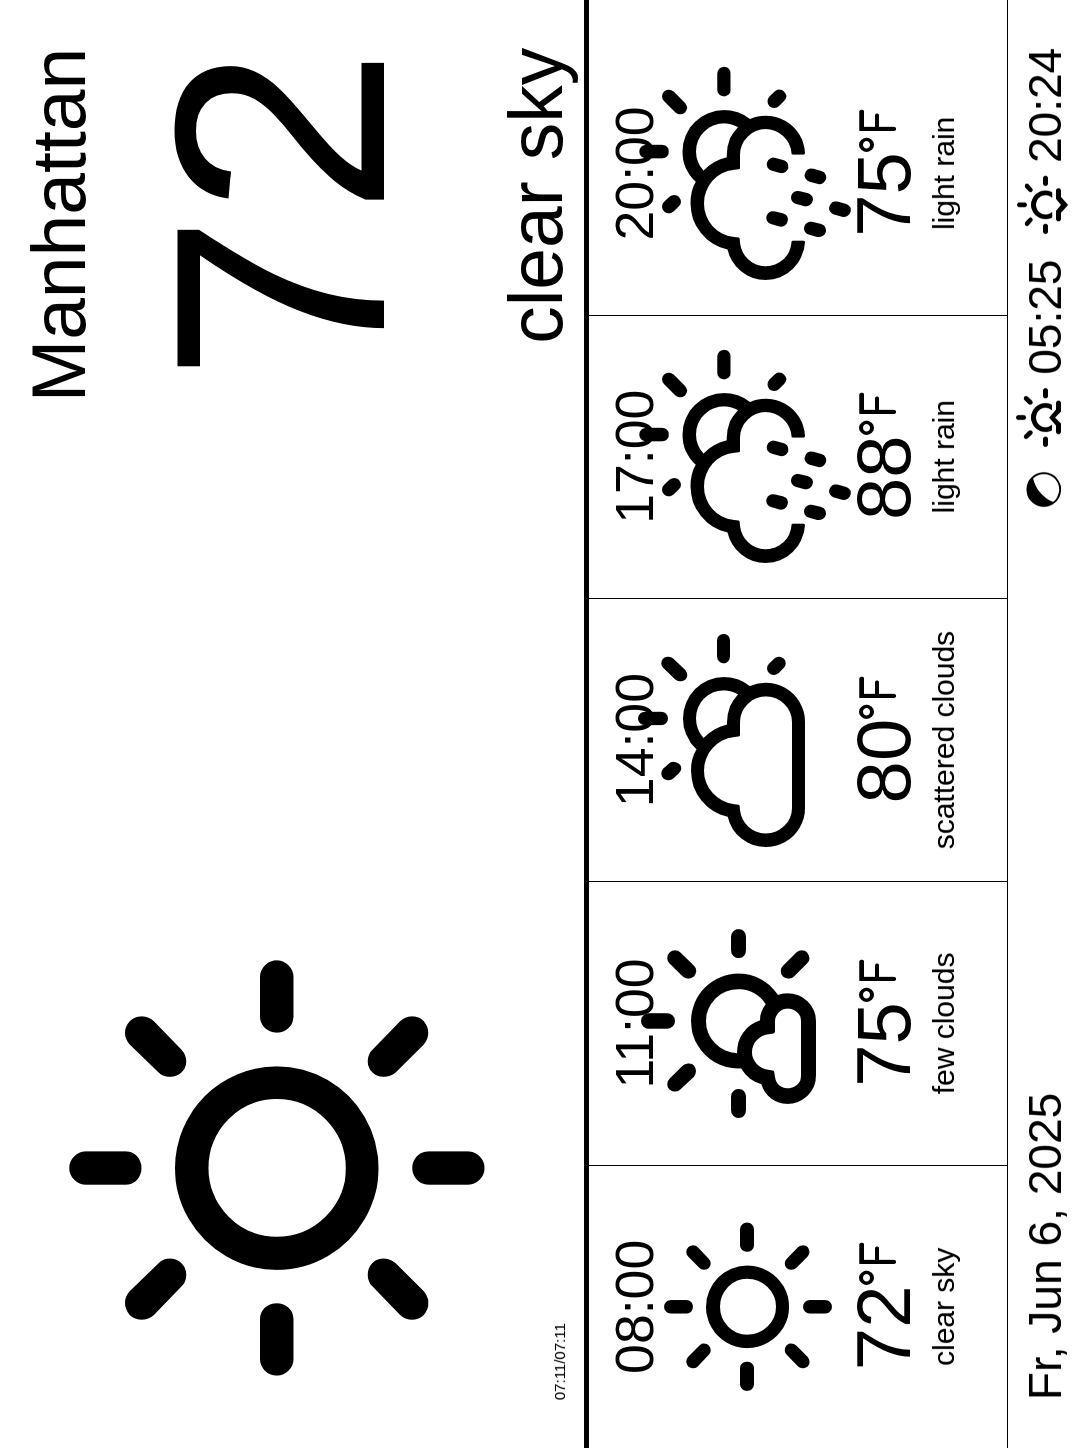 Manhattan
72
clear sky
07:11/07:11
08:00 11:00 14:00 17:00 20:00
72°F 75°F 80°F 88°F 75°F
clear sky few clouds scattered clouds light rain light rain
Fr, Jun 6, 2025 05:25 20:24